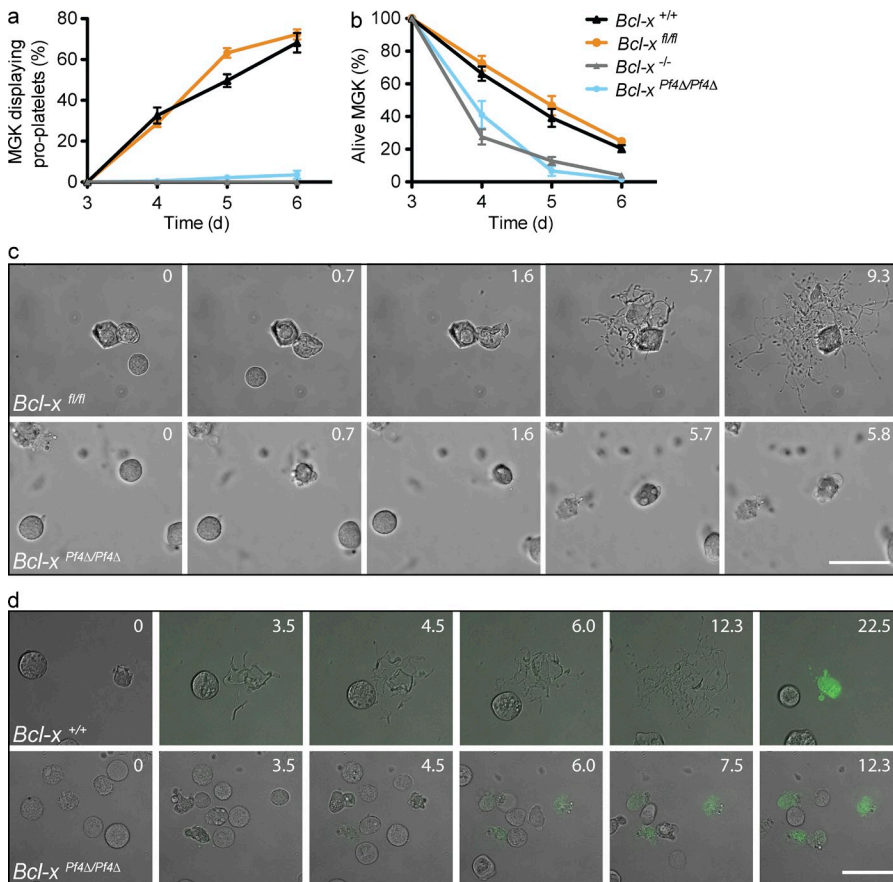 a
MGK displaying
pro-platelets (%)
80
60
40
20
0
3 4 5 6
Time (d)
b
Alive MGK (%)
100
80
60
40
20
0
3 4 5 6
Time (d)
Bcl-x +/+
Bcl-x fl/fl
Bcl-x -/-
Bcl-x Pf4Δ/Pf4Δ
c
0 0.7 1.6 5.7 9.3
Bcl-x fl/fl
0 0.7 1.6 5.7 5.8
Bcl-x Pf4Δ/Pf4Δ
d
0 3.5 4.5 6.0 12.3 22.5
Bcl-x +/+
0 3.5 4.5 6.0 7.5 12.3
Bcl-x Pf4Δ/Pf4Δ